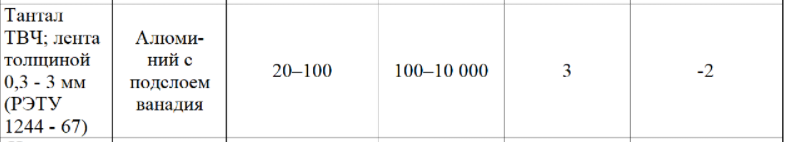 Тантал
ТВЧ; лента
толщиной
0,3 - 3 мм
(РЭТУ
1244 - 67)
Алюми-
ний с
подслоем
ванадия
20–100
100–10 000
3
-2